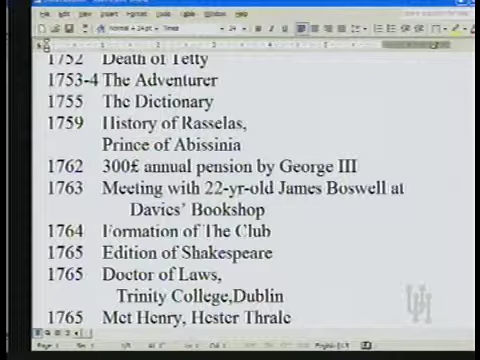 1752 Death of Tetty
1753-4 The Adventurer
1755 The Dictionary
1759 History of Rasselas,
Prince of Abissinia
1762 300£ annual pension by George III
1763 Meeting with 22-yr-old James Boswell at
Davies' Bookshop
1764 Formation of The Club
1765 Edition of Shakespeare
1765 Doctor of Laws,
Trinity College,Dublin
1765 Met Henry, Hester Thrale